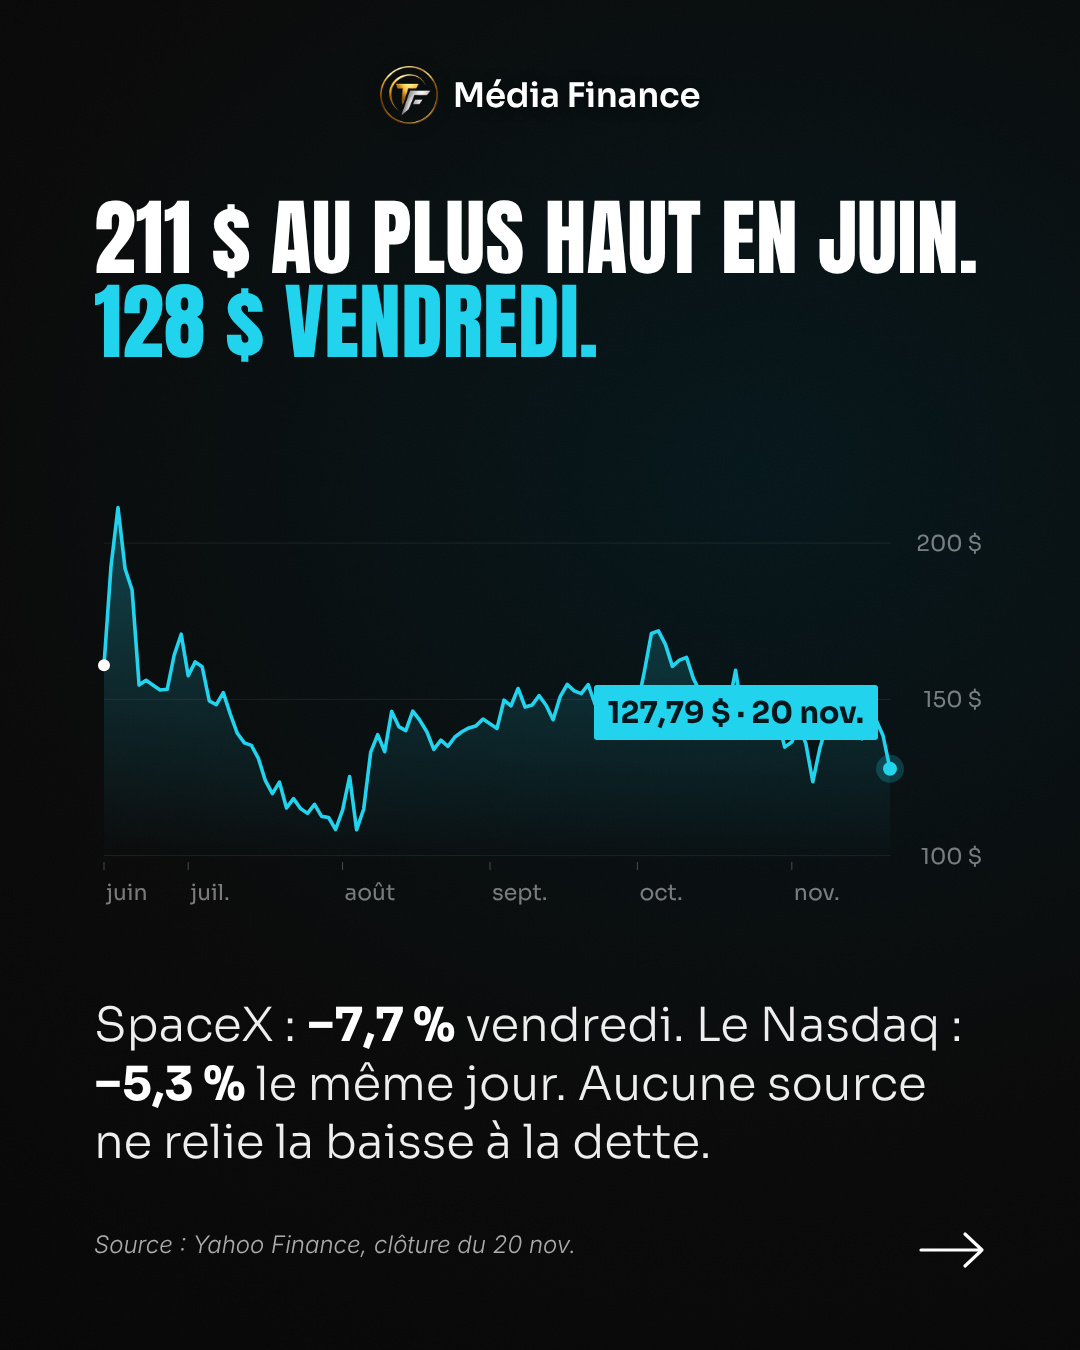 TF Média Finance
211 $ AU PLUS HAUT EN JUIN.
128 $ VENDREDI.
200 $
150 $
127,79 $ · 20 nov.
100 $
juin juil. août sept. oct. nov.
SpaceX : −7,7 % vendredi. Le Nasdaq :
−5,3 % le même jour. Aucune source
ne relie la baisse à la dette.
Source : Yahoo Finance, clôture du 20 nov.